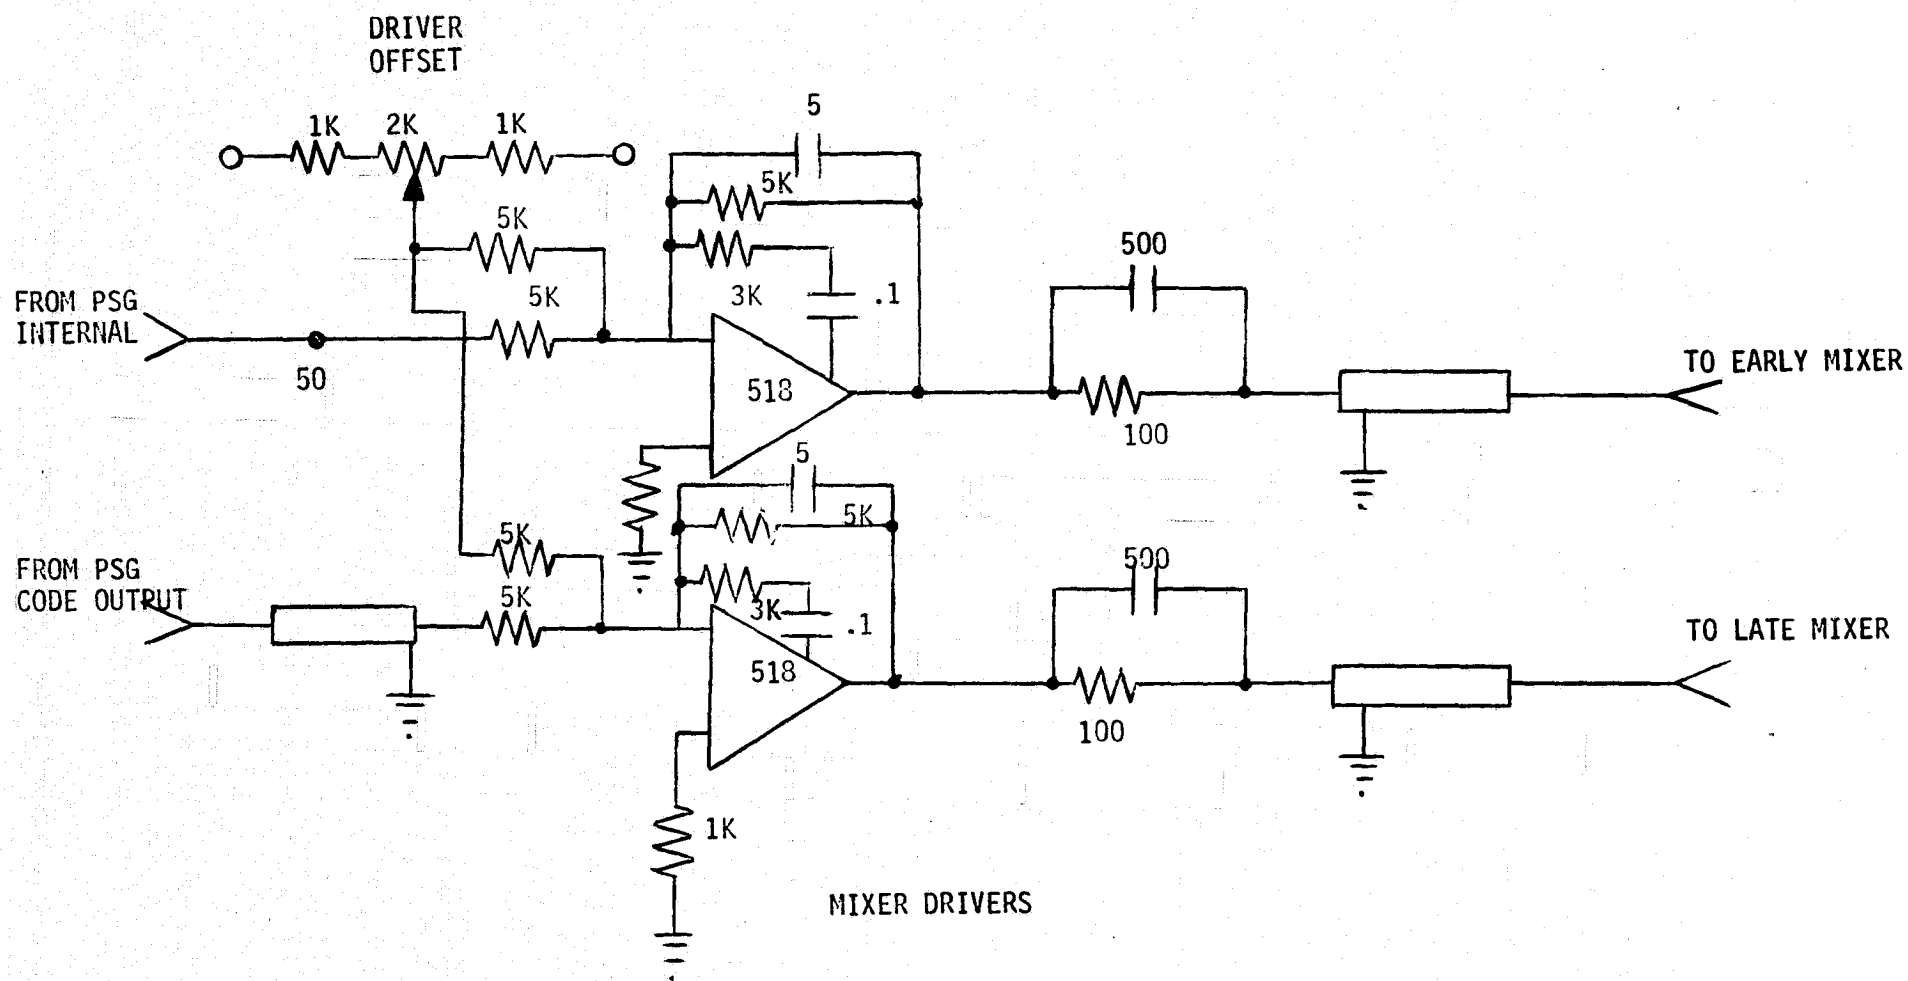 DRIVER
OFFSET
1K
2K
1K
5
5K
5K
500
5K
3K
.1
FROM PSG
INTERNAL
50
518
TO EARLY MIXER
100
5
5K
5K
500
FROM PSG
CODE OUTPUT
5K
3K
.1
TO LATE MIXER
518
100
1K
MIXER DRIVERS